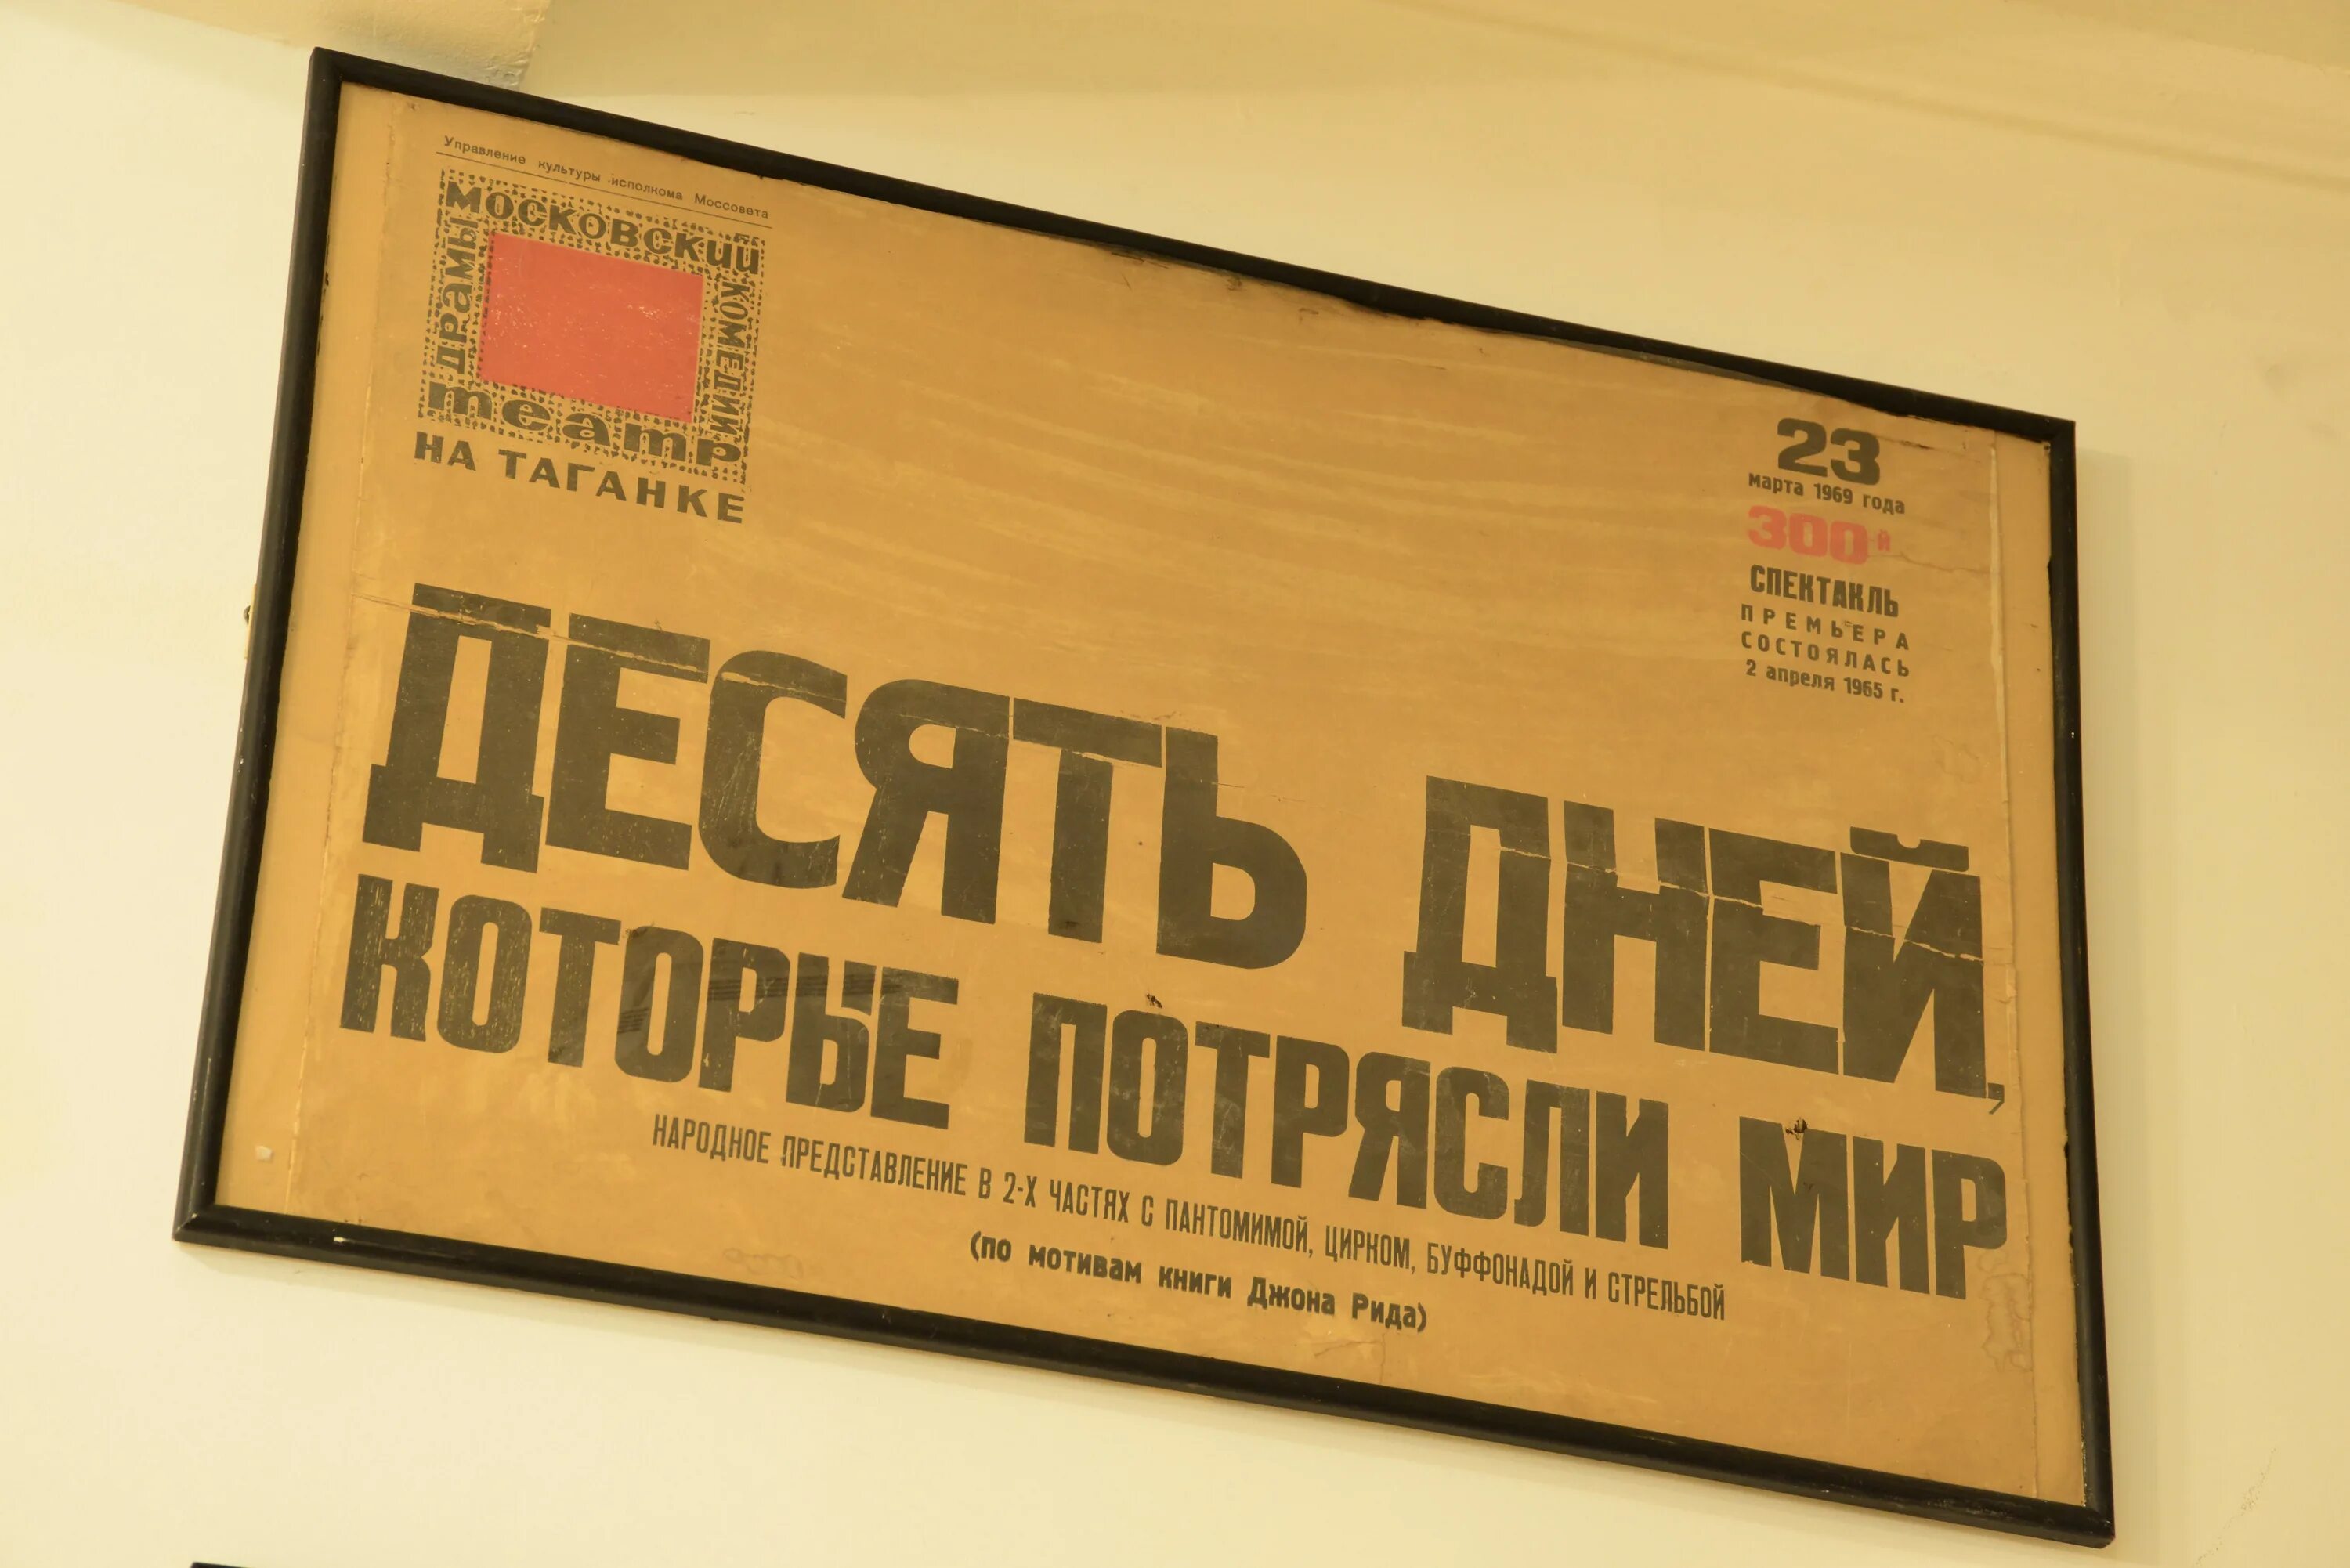 Управление культуры исполкома Моссовета
МОСКОВСКИЙ
ДРАМЫ
КОМЕДИИ
театр
НА ТАГАНКЕ
23
марта 1969 года
300й
СПЕКТАКЛЬ
ПРЕМЬЕРА
СОСТОЯЛАСЬ
2 апреля 1965 г.
ДЕСЯТЬ ДНЕЙ,
КОТОРЫЕ ПОТРЯСЛИ МИР
НАРОДНОЕ ПРЕДСТАВЛЕНИЕ В 2-Х ЧАСТЯХ С ПАНТОМИМОЙ, ЦИРКОМ, БУФФОНАДОЙ И СТРЕЛЬБОЙ
(по мотивам книги Джона Рида)